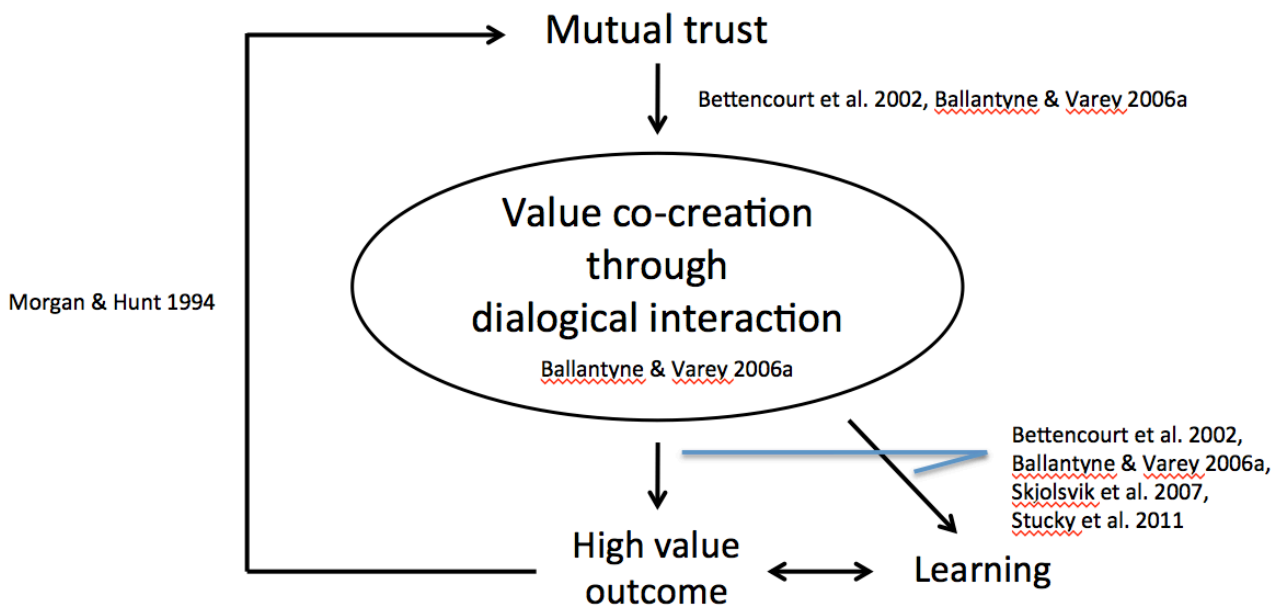 Mutual trust
Bettencourt et al. 2002, Ballantyne & Varey 2006a
Value co-creation
through
dialogical interaction
Ballantyne & Varey 2006a
Morgan & Hunt 1994
Bettencourt et al. 2002,
Ballantyne & Varey 2006a,
Skjolsvik et al. 2007,
Stucky et al. 2011
High value
outcome
Learning